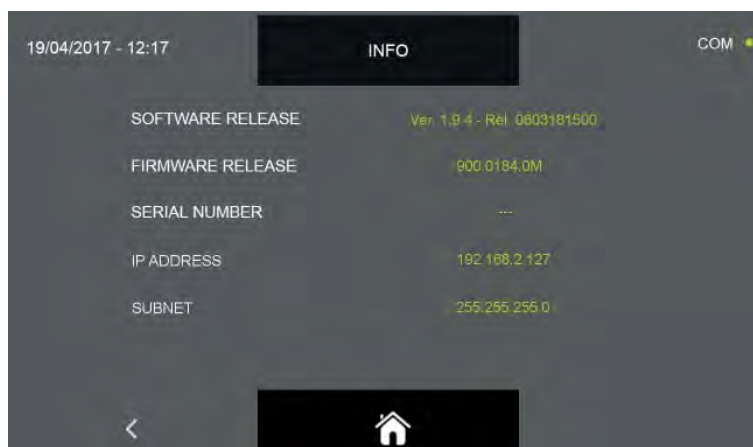 19/04/2017 - 12:17 INFO COM
SOFTWARE RELEASE Ver. 1.9.4 - Rel. 0603181500
FIRMWARE RELEASE 900.0184.0M
SERIAL NUMBER ---
IP ADDRESS 192.168.2.127
SUBNET 255.255.255.0